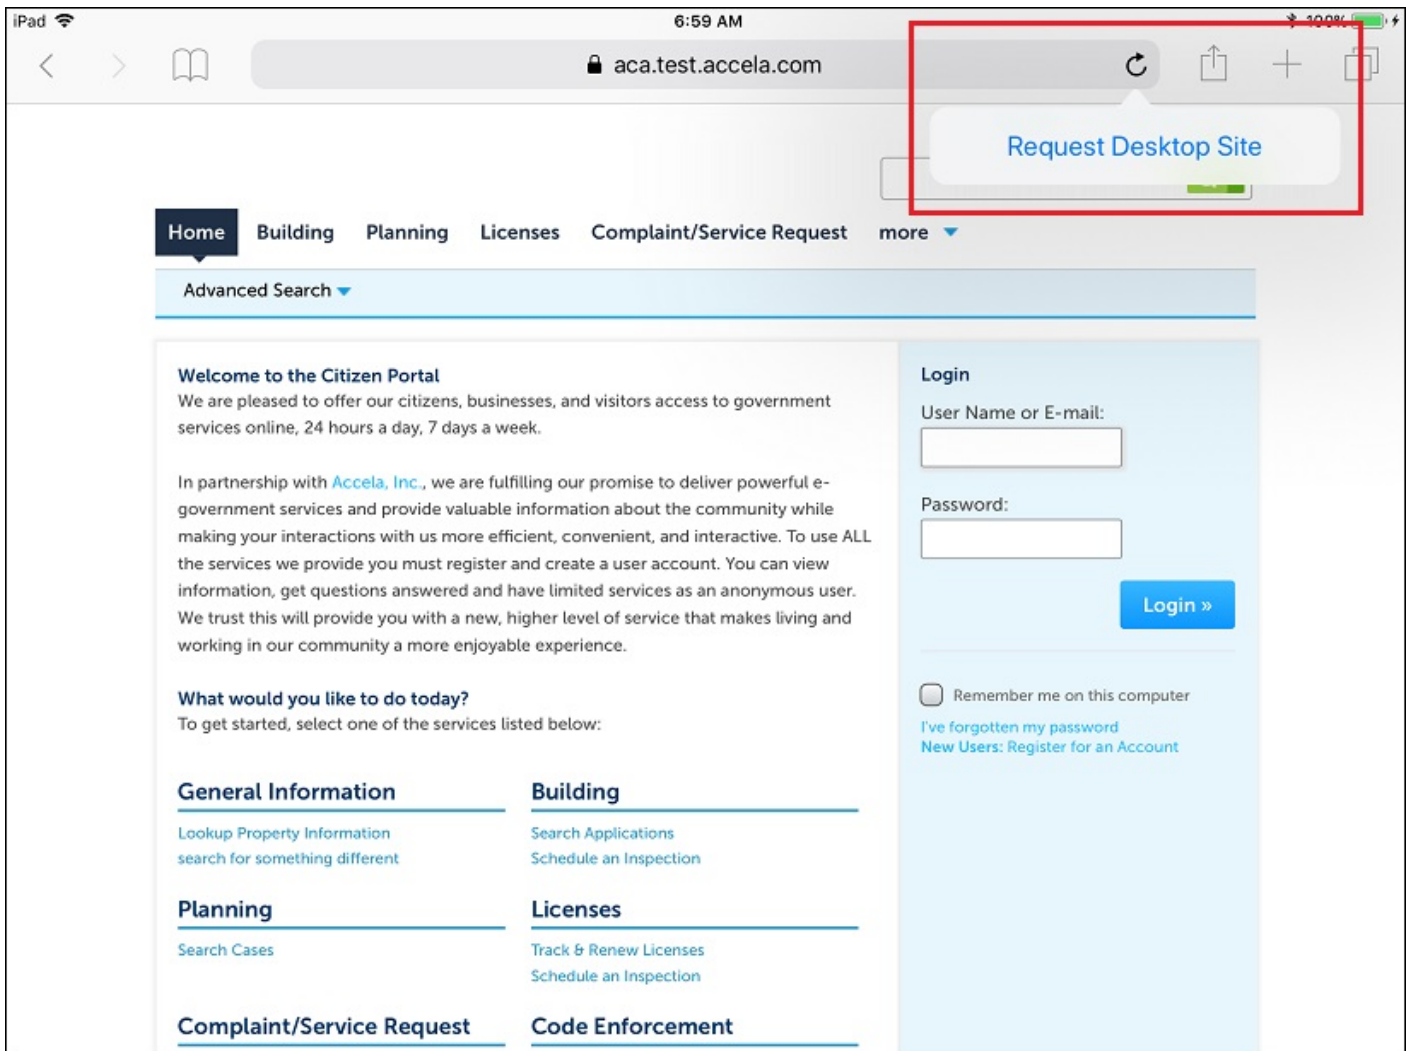 iPad
6:59 AM
100%
aca.test.accela.com
Request Desktop Site
Home Building Planning Licenses Complaint/Service Request more
Advanced Search
Welcome to the Citizen Portal
We are pleased to offer our citizens, businesses, and visitors access to government
services online, 24 hours a day, 7 days a week.
In partnership with Accela, Inc., we are fulfilling our promise to deliver powerful e-
government services and provide valuable information about the community while
making your interactions with us more efficient, convenient, and interactive. To use ALL
the services we provide you must register and create a user account. You can view
information, get questions answered and have limited services as an anonymous user.
We trust this will provide you with a new, higher level of service that makes living and
working in our community a more enjoyable experience.
What would you like to do today?
To get started, select one of the services listed below:
General Information
Lookup Property Information
search for something different
Building
Search Applications
Schedule an Inspection
Planning
Search Cases
Licenses
Track & Renew Licenses
Schedule an Inspection
Complaint/Service Request
Code Enforcement
Login
User Name or E-mail:
Password:
Login »
Remember me on this computer
I've forgotten my password
New Users: Register for an Account